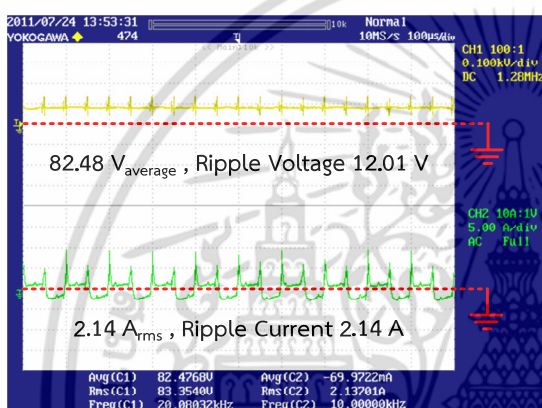 2011/07/24 13:53:31 10k Normal
YOKOGAWA 474 10MS/s 100μs/div
<< Main:10k >>
CH1 100:1
0.100kV/div
DC 1.28MHz
82.48 Vaverage , Ripple Voltage 12.01 V
CH2 10A:1V
5.00 A/div
AC Full
2.14 Arms , Ripple Current 2.14 A
Avg(C1) 82.4768V Avg(C2) -69.9722mA
Rms(C1) 83.3540V Rms(C2) 2.13701A
Freq(C1) 20.08032kHz Freq(C2) 10.00000kHz